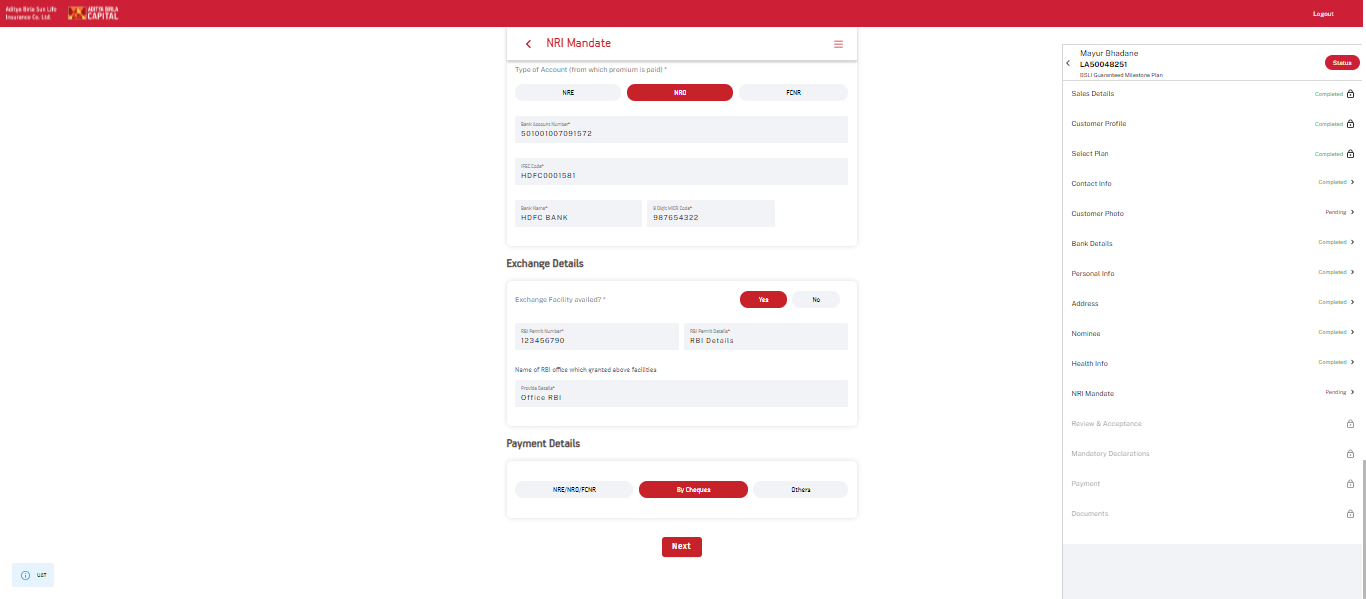 Aditya Birla Sun Life
Insurance Co. Ltd.
ADITYA BIRLA
CAPITAL
Logout
NRI Mandate
Type of Account (from which premium is paid) *
NRE
NRO
FCNR
Bank Account Number*
501001007091572
IFSC Code*
HDFC0001581
Bank Name*
HDFC BANK
9 Digits MICR Code*
987654322
Exchange Details
Exchange Facility availed? *
Yes
No
RBI Permit Number*
123456790
RBI Permit Details*
RBI Details
Name of RBI office which granted above facilities
Provide Details*
Office RBI
Payment Details
NRE/NRO/FCNR
By Cheques
Others
Next
UAT
Mayur Bhadane
LA50048251
BSLI Guaranteed Milestone Plan
Status
Sales Details Completed
Customer Profile Completed
Select Plan Completed
Contact Info Completed
Customer Photo Pending
Bank Details Completed
Personal Info Completed
Address Completed
Nominee Completed
Health Info Completed
NRI Mandate Pending
Review & Acceptance
Mandatory Declarations
Payment
Documents